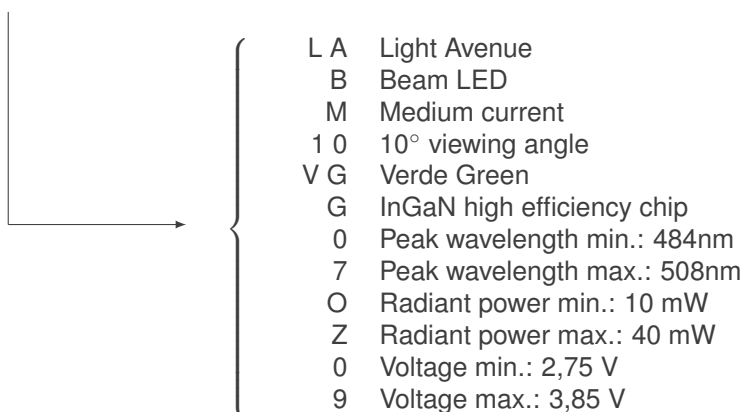 L A Light Avenue
B Beam LED
M Medium current
1 0 10° viewing angle
V G Verde Green
G InGaN high efficiency chip
0 Peak wavelength min.: 484nm
7 Peak wavelength max.: 508nm
O Radiant power min.: 10 mW
Z Radiant power max.: 40 mW
0 Voltage min.: 2,75 V
9 Voltage max.: 3,85 V